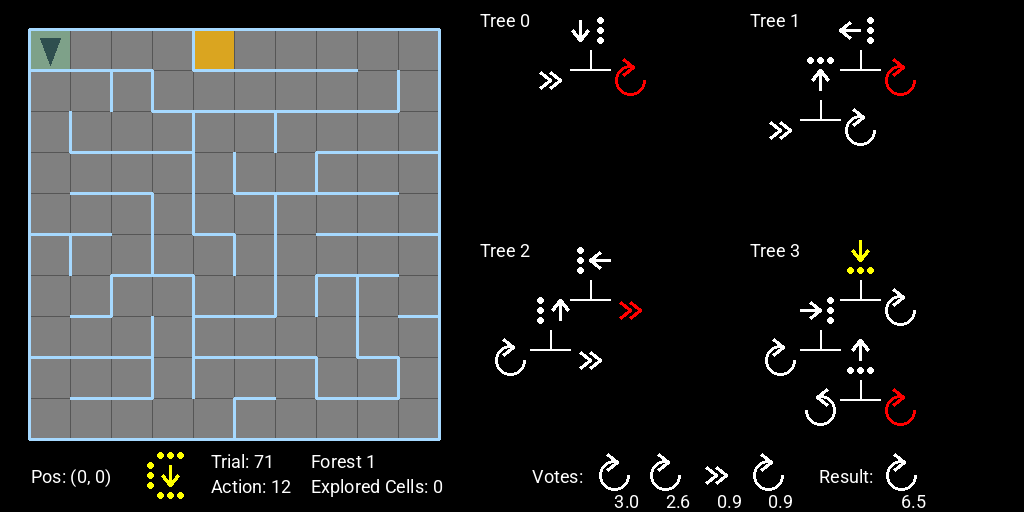 Tree 0
Tree 1
Tree 2
Tree 3
Pos: (0, 0)
Trial: 71
Forest 1
Action: 12
Explored Cells: 0
Votes:
3.0
2.6
0.9
0.9
Result:
6.5